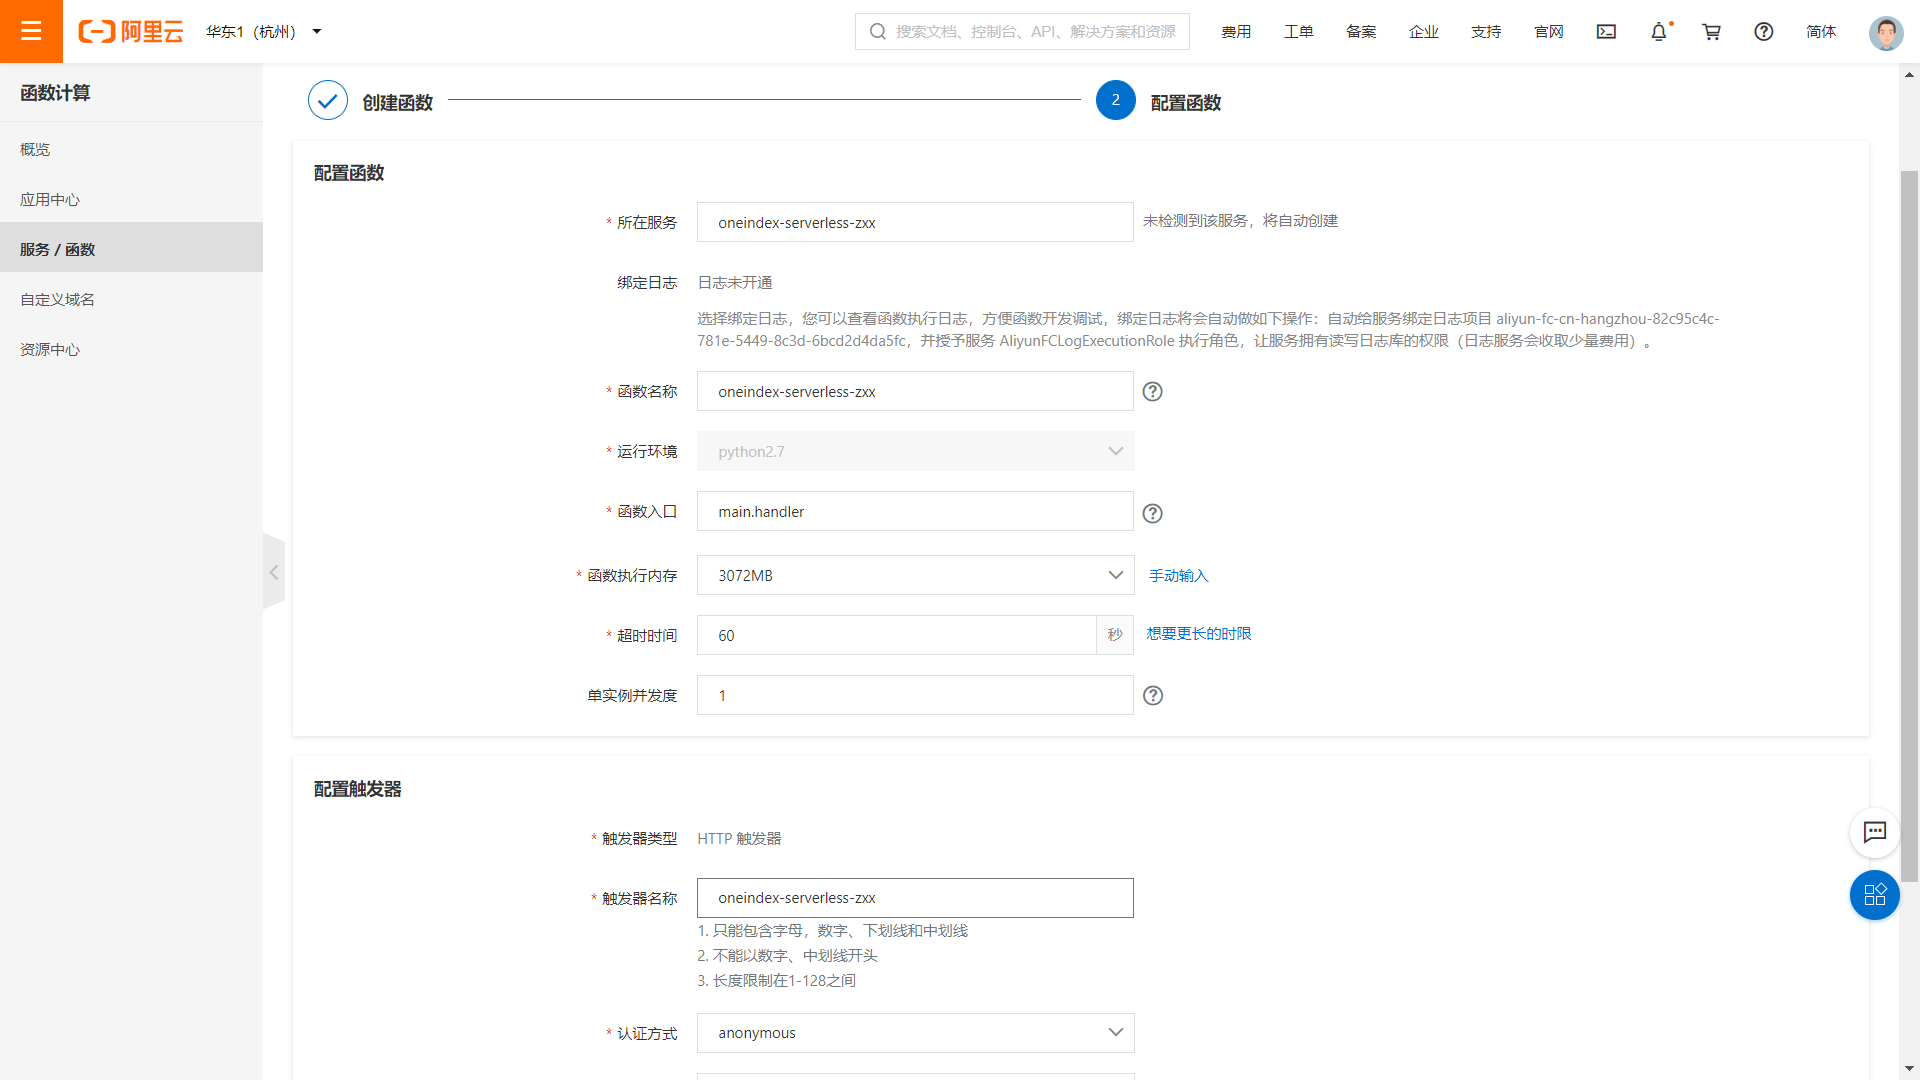 阿里云
华东1（杭州）
搜索文档、控制台、API、解决方案和资源
费用
工单
备案
企业
支持
官网
简体
函数计算
概览
应用中心
服务 / 函数
自定义域名
资源中心
创建函数
2
配置函数
配置函数
* 所在服务
oneindex-serverless-zxx
未检测到该服务，将自动创建
绑定日志
日志未开通
选择绑定日志，您可以查看函数执行日志，方便函数开发调试，绑定日志将会自动做如下操作：自动给服务绑定日志项目 aliyun-fc-cn-hangzhou-82c95c4c-
781e-5449-8c3d-6bcd2d4da5fc，并授予服务 AliyunFCLogExecutionRole 执行角色，让服务拥有读写日志库的权限（日志服务会收取少量费用）。
* 函数名称
oneindex-serverless-zxx
* 运行环境
python2.7
* 函数入口
main.handler
* 函数执行内存
3072MB
手动输入
* 超时时间
60
秒
想要更长的时限
单实例并发度
1
配置触发器
* 触发器类型
HTTP 触发器
* 触发器名称
oneindex-serverless-zxx
1. 只能包含字母，数字、下划线和中划线
2. 不能以数字、中划线开头
3. 长度限制在1-128之间
* 认证方式
anonymous